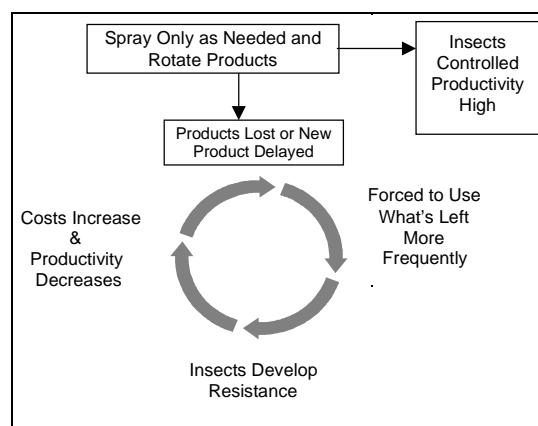 Spray Only as Needed and
Rotate Products
Insects
Controlled
Productivity
High
Products Lost or New
Product Delayed
Forced to Use
What's Left
More
Frequently
Insects Develop
Resistance
Costs Increase
&
Productivity
Decreases